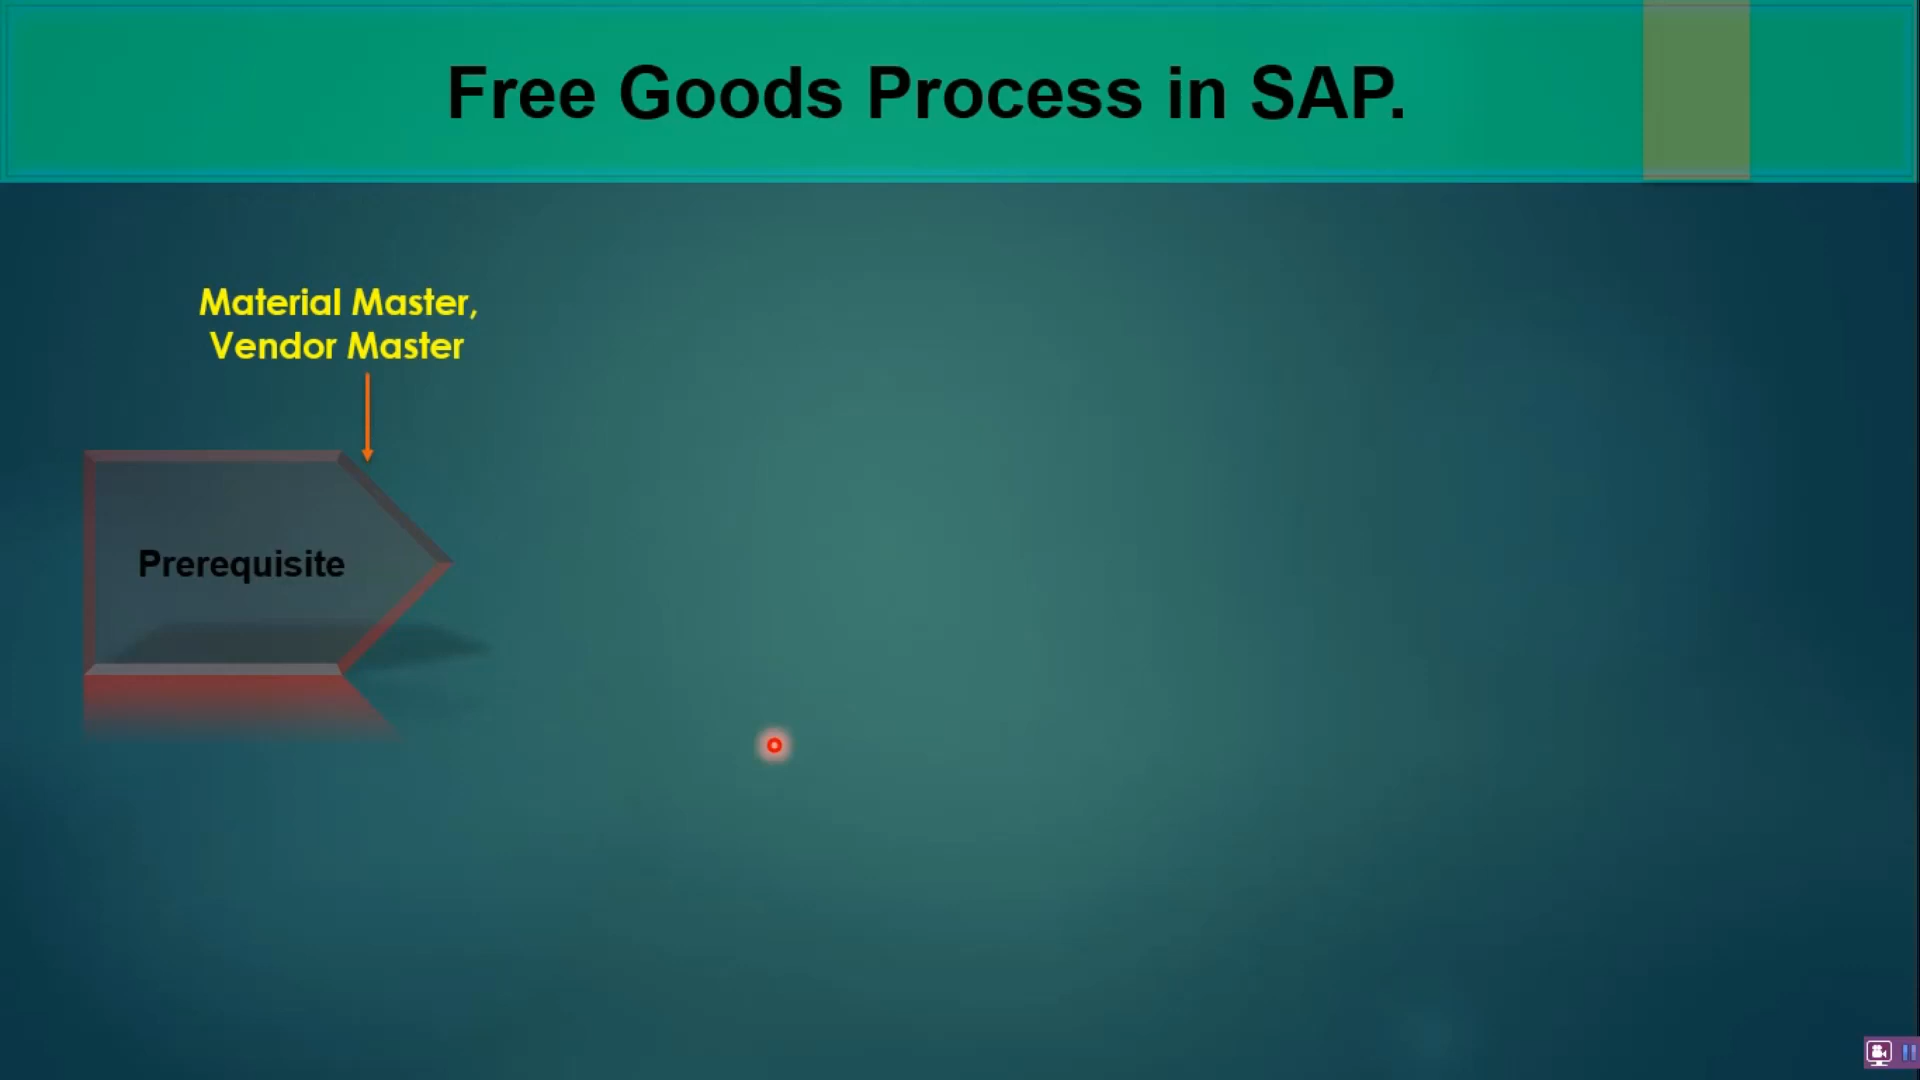 Free Goods Process in SAP.
Material Master,
Vendor Master
Prerequisite